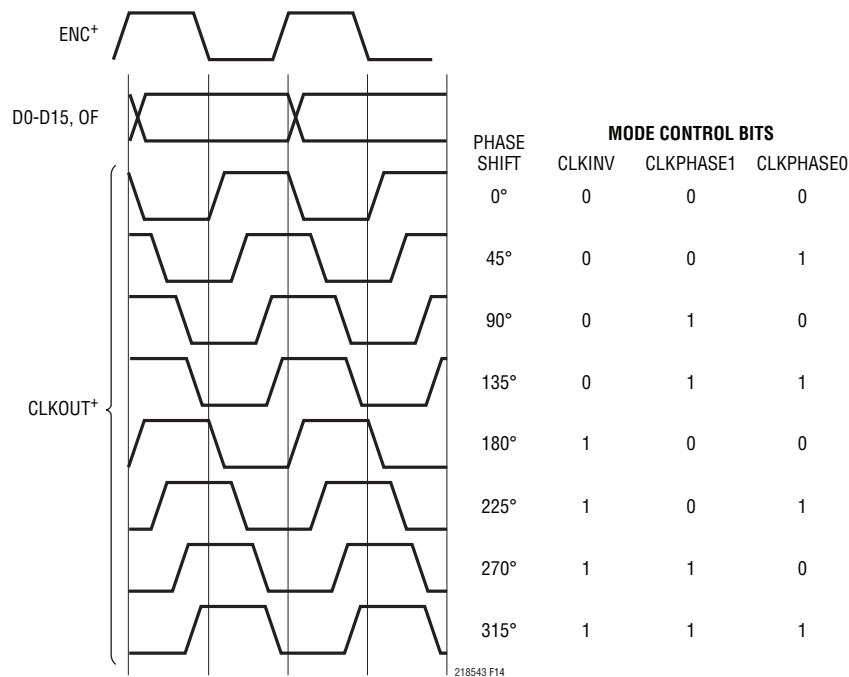 ENC+
D0-D15, OF
CLKOUT+
MODE CONTROL BITS
PHASE SHIFT CLKINV CLKPHASE1 CLKPHASE0
0° 0 0 0
45° 0 0 1
90° 0 1 0
135° 0 1 1
180° 1 0 0
225° 1 0 1
270° 1 1 0
315° 1 1 1
218543 F14